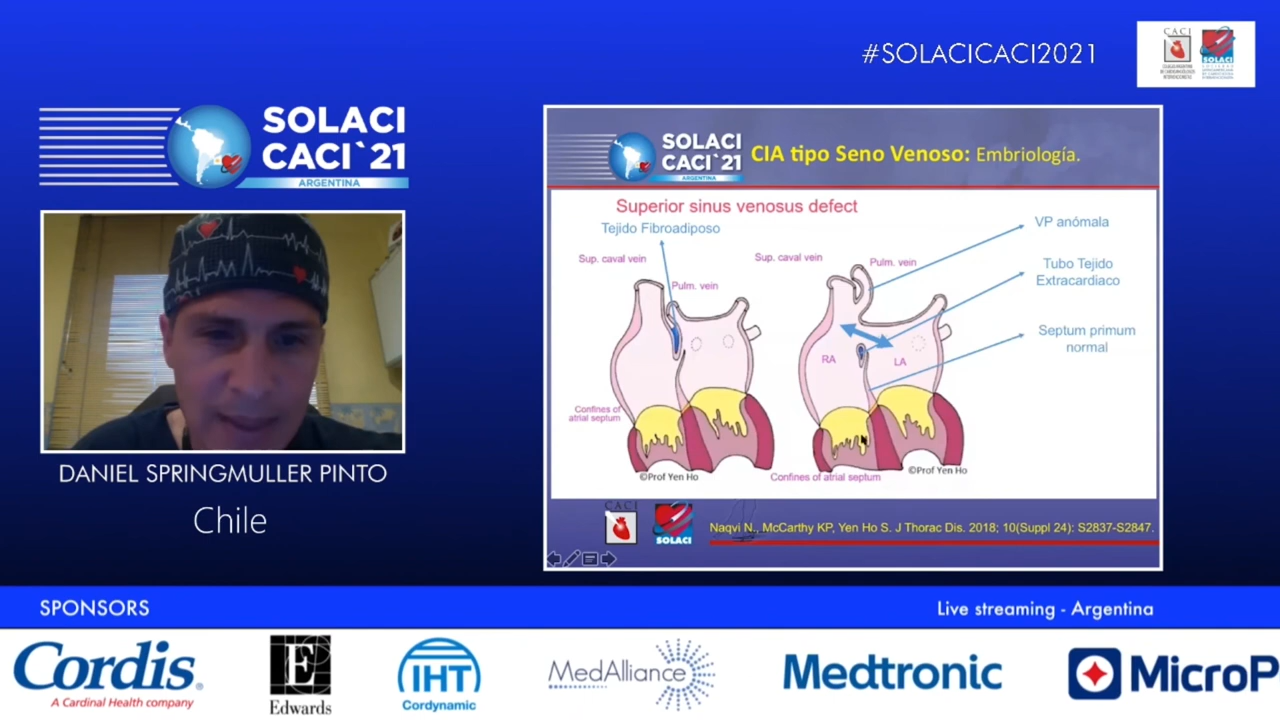 #SOLACICACI2021
CACI
SOLACI
SOLACI
CACI`21
ARGENTINA
DANIEL SPRINGMULLER PINTO
Chile
SOLACI
CACI`21
ARGENTINA
CIA tipo Seno Venoso: Embriología.
Superior sinus venosus defect
Tejido Fibroadiposo
Sup. caval vein
Pulm. vein
Confines of
atrial septum
©Prof Yen Ho
Sup. caval vein
Pulm. vein
RA
LA
Confines of atrial septum
©Prof Yen Ho
VP anómala
Tubo Tejido
Extracardiaco
Septum primum
normal
CACI
SOLACI
Naqvi N., McCarthy KP, Yen Ho S. J Thorac Dis. 2018; 10(Suppl 24): S2837-S2847.
SPONSORS
Live streaming - Argentina
Cordis.
A Cardinal Health company
E
Edwards
IHT
Cordynamic
MedAlliance
Medtronic
MicroP